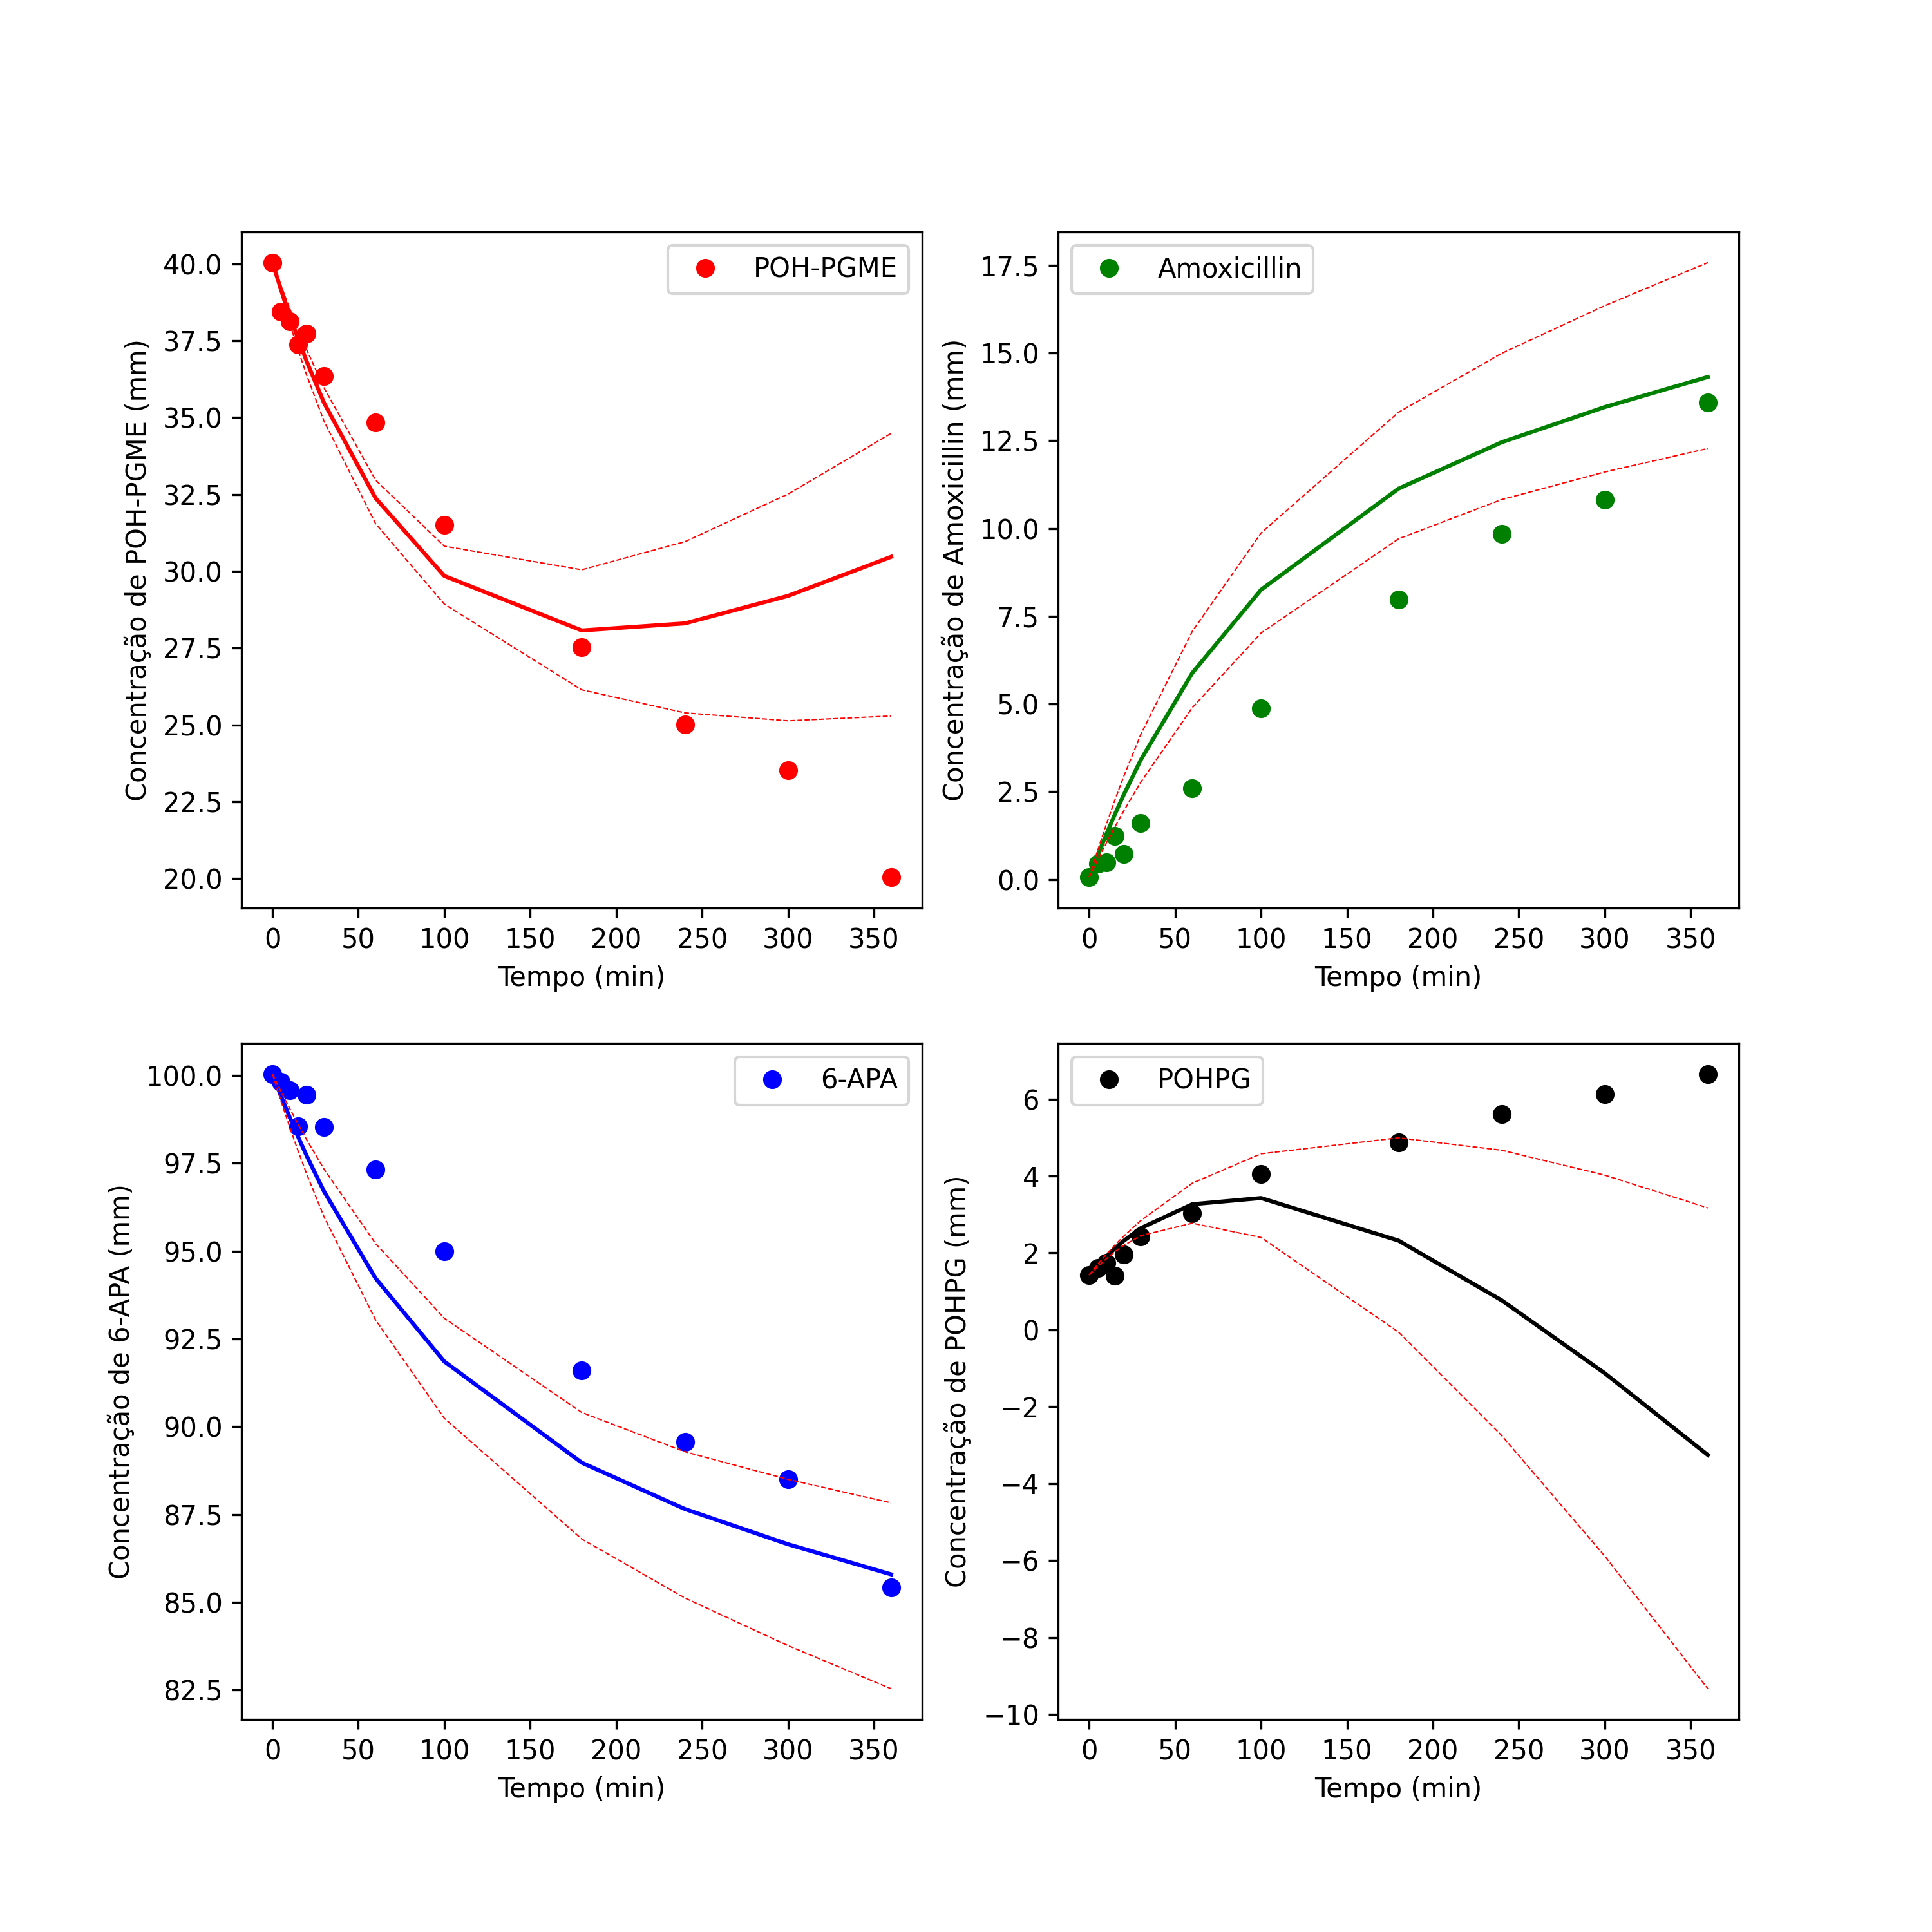 POH-PGME
Concentração de POH-PGME (mm)
40.0
37.5
35.0
32.5
30.0
27.5
25.0
22.5
20.0
0 50 100 150 200 250 300 350
Tempo (min)
Amoxicillin
Concentração de Amoxicillin (mm)
17.5
15.0
12.5
10.0
7.5
5.0
2.5
0.0
0 50 100 150 200 250 300 350
Tempo (min)
6-APA
Concentração de 6-APA (mm)
100.0
97.5
95.0
92.5
90.0
87.5
85.0
82.5
0 50 100 150 200 250 300 350
Tempo (min)
POHPG
Concentração de POHPG (mm)
6
4
2
0
−2
−4
−6
−8
−10
0 50 100 150 200 250 300 350
Tempo (min)